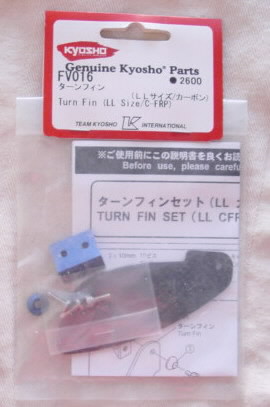 KYOSHO
Genuine Kyosho® Parts
FV016
●2600
ターンフィン
(LLサイズ/カーボン)
Turn Fin (LL Size/C-FRP)
TEAM KYOSHO K INTERNATIONAL
※ご使用前にこの説明書を良くお読
Before use, please carefu
ターンフィンセット(LL
TURN FIN SET (LL CFF
ターンフィン
Turn Fin